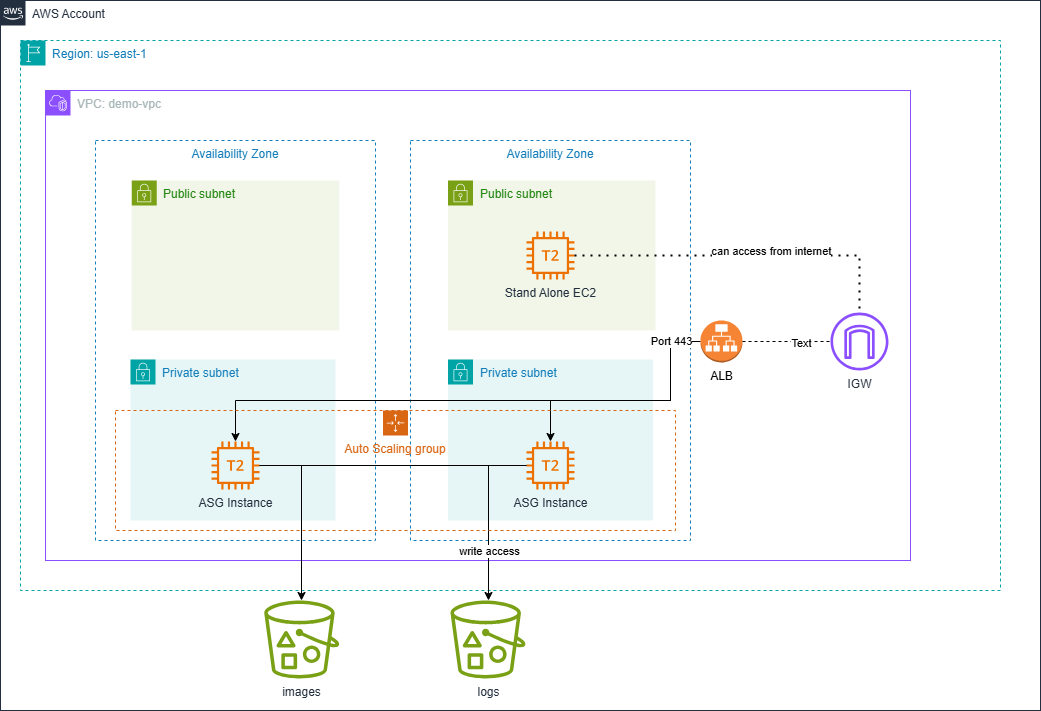 aws
AWS Account
Region: us-east-1
VPC: demo-vpc
Availability Zone
Availability Zone
Public subnet
Public subnet
T2
can access from internet
Stand Alone EC2
Port 443
Text
ALB
IGW
Private subnet
Private subnet
Auto Scaling group
T2
T2
ASG Instance
ASG Instance
write access
images
logs